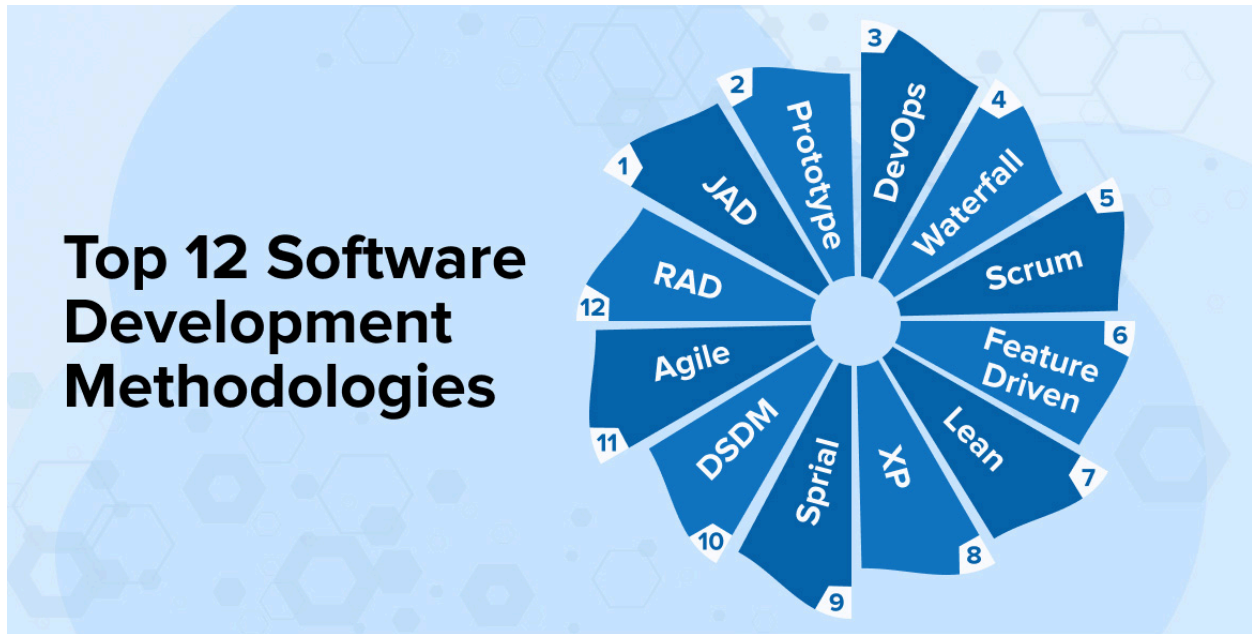 Top 12 Software
Development
Methodologies
1
JAD
2
Prototype
3
DevOps
4
Waterfall
5
Scrum
6
Feature
Driven
7
Lean
8
XP
9
Sprial
10
DSDM
11
Agile
12
RAD